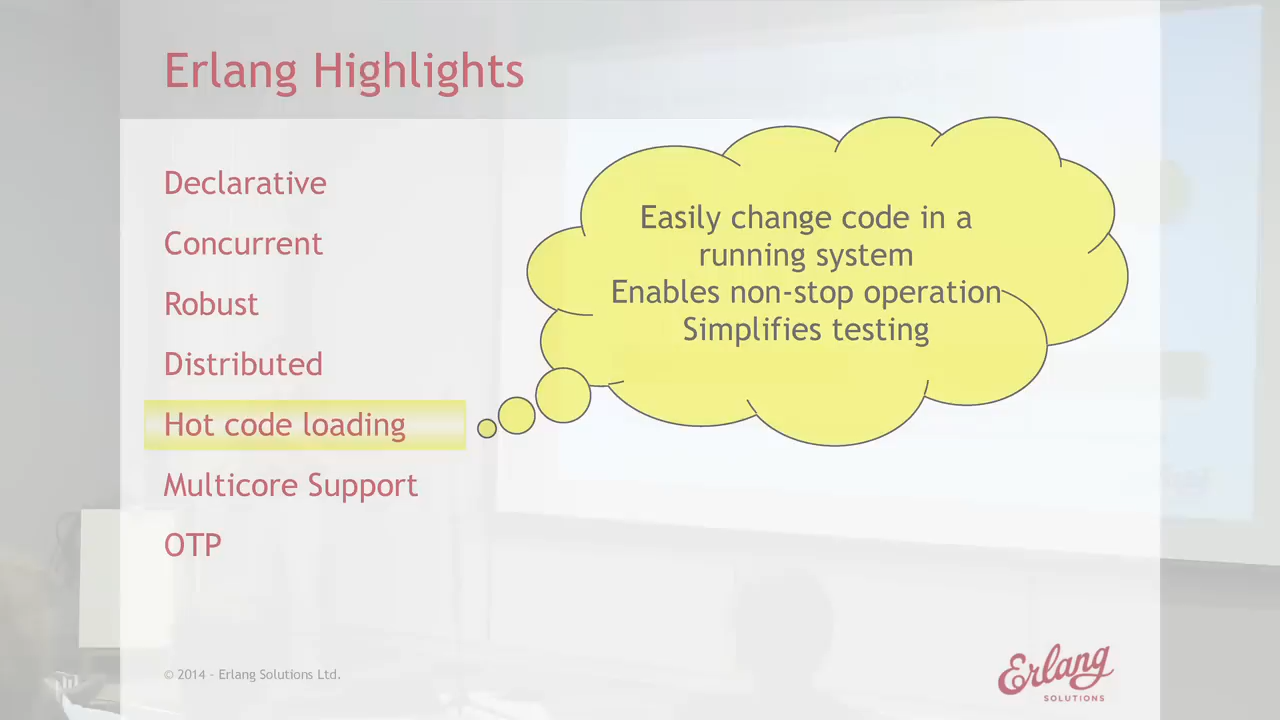 Erlang Highlights
Declarative
Concurrent
Robust
Distributed
Hot code loading
Multicore Support
OTP
Easily change code in a
running system
Enables non-stop operation
Simplifies testing
© 2014 - Erlang Solutions Ltd.
Erlang
SOLUTIONS